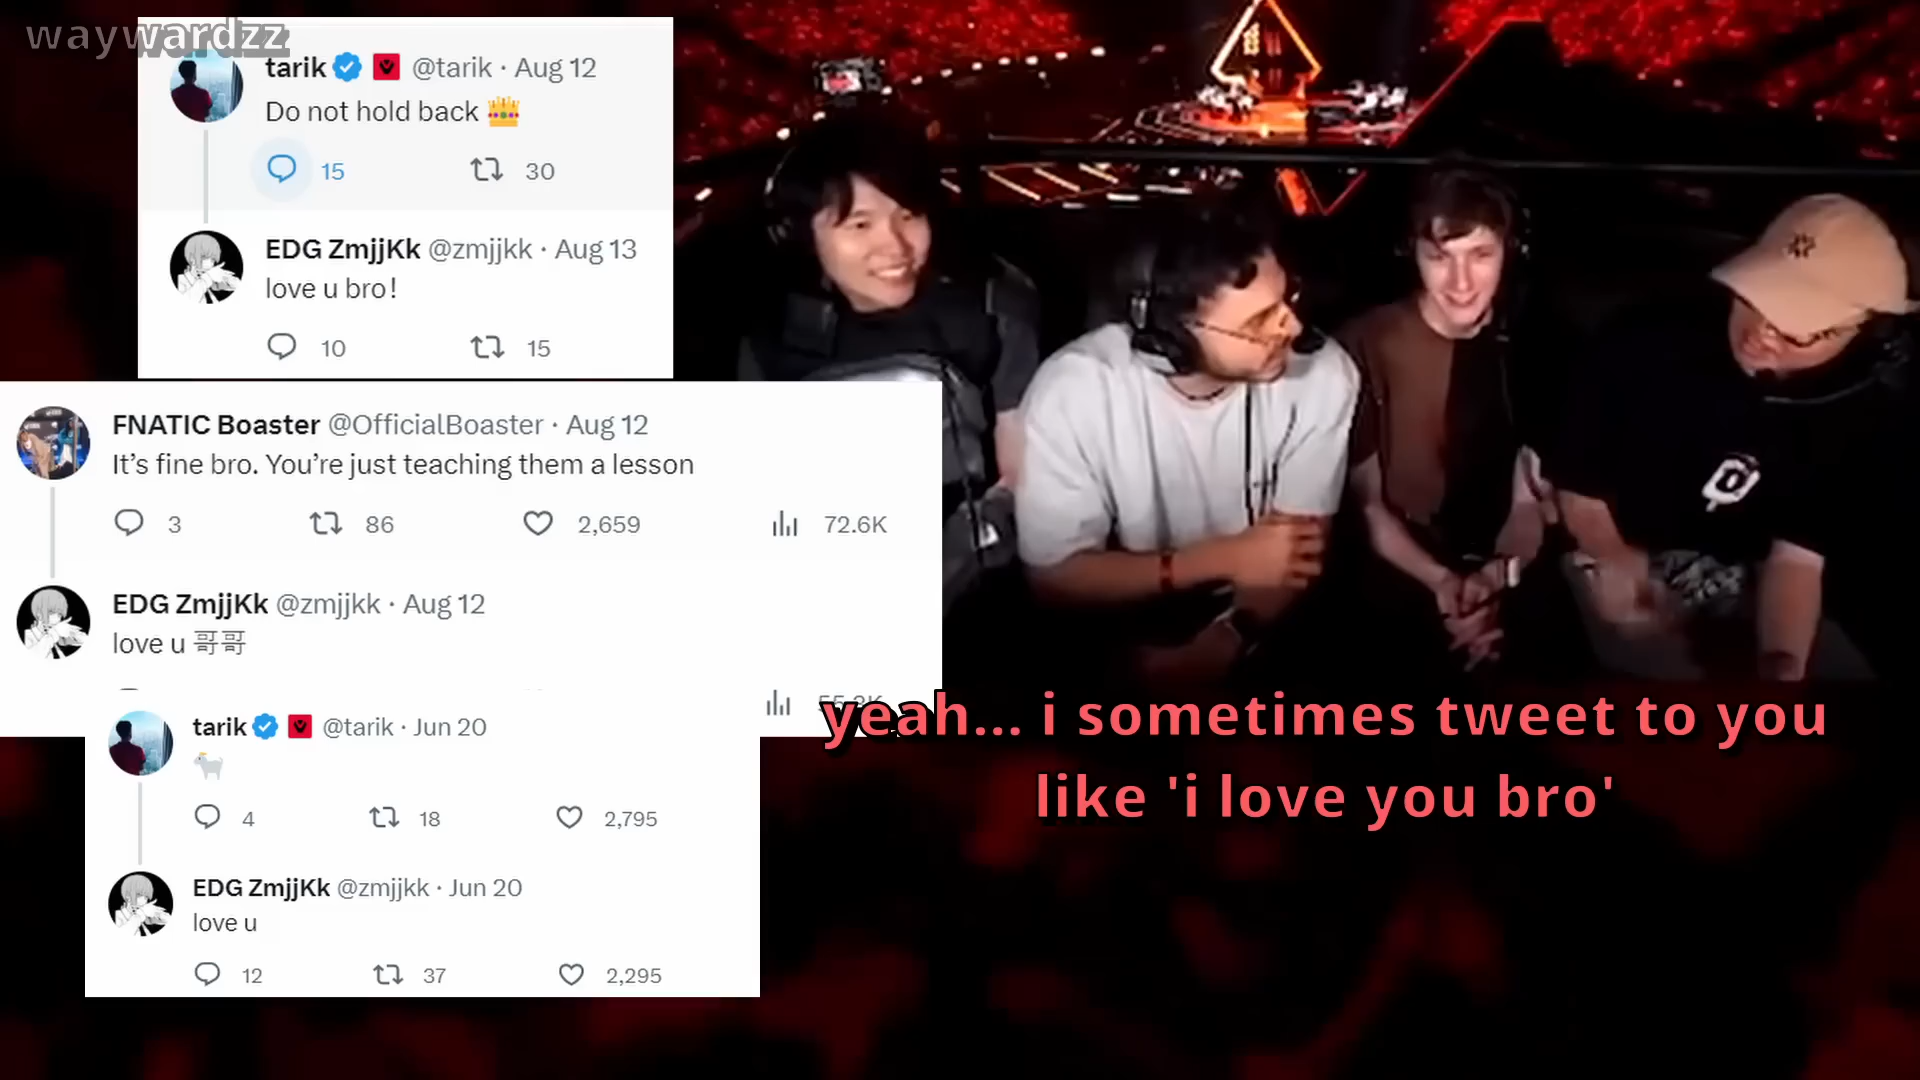 waywardzz
tarik @tarik · Aug 12
Do not hold back 👑
15 30
EDG ZmjjKk @zmjjkk · Aug 13
love u bro!
10 15
FNATIC Boaster @OfficialBoaster · Aug 12
It’s fine bro. You’re just teaching them a lesson
3 86 2,659 72.6K
EDG ZmjjKk @zmjjkk · Aug 12
love u 哥哥
tarik @tarik · Jun 20
🐐
4 18 2,795
EDG ZmjjKk @zmjjkk · Jun 20
love u
12 37 2,295
yeah... i sometimes tweet to you
like 'i love you bro'